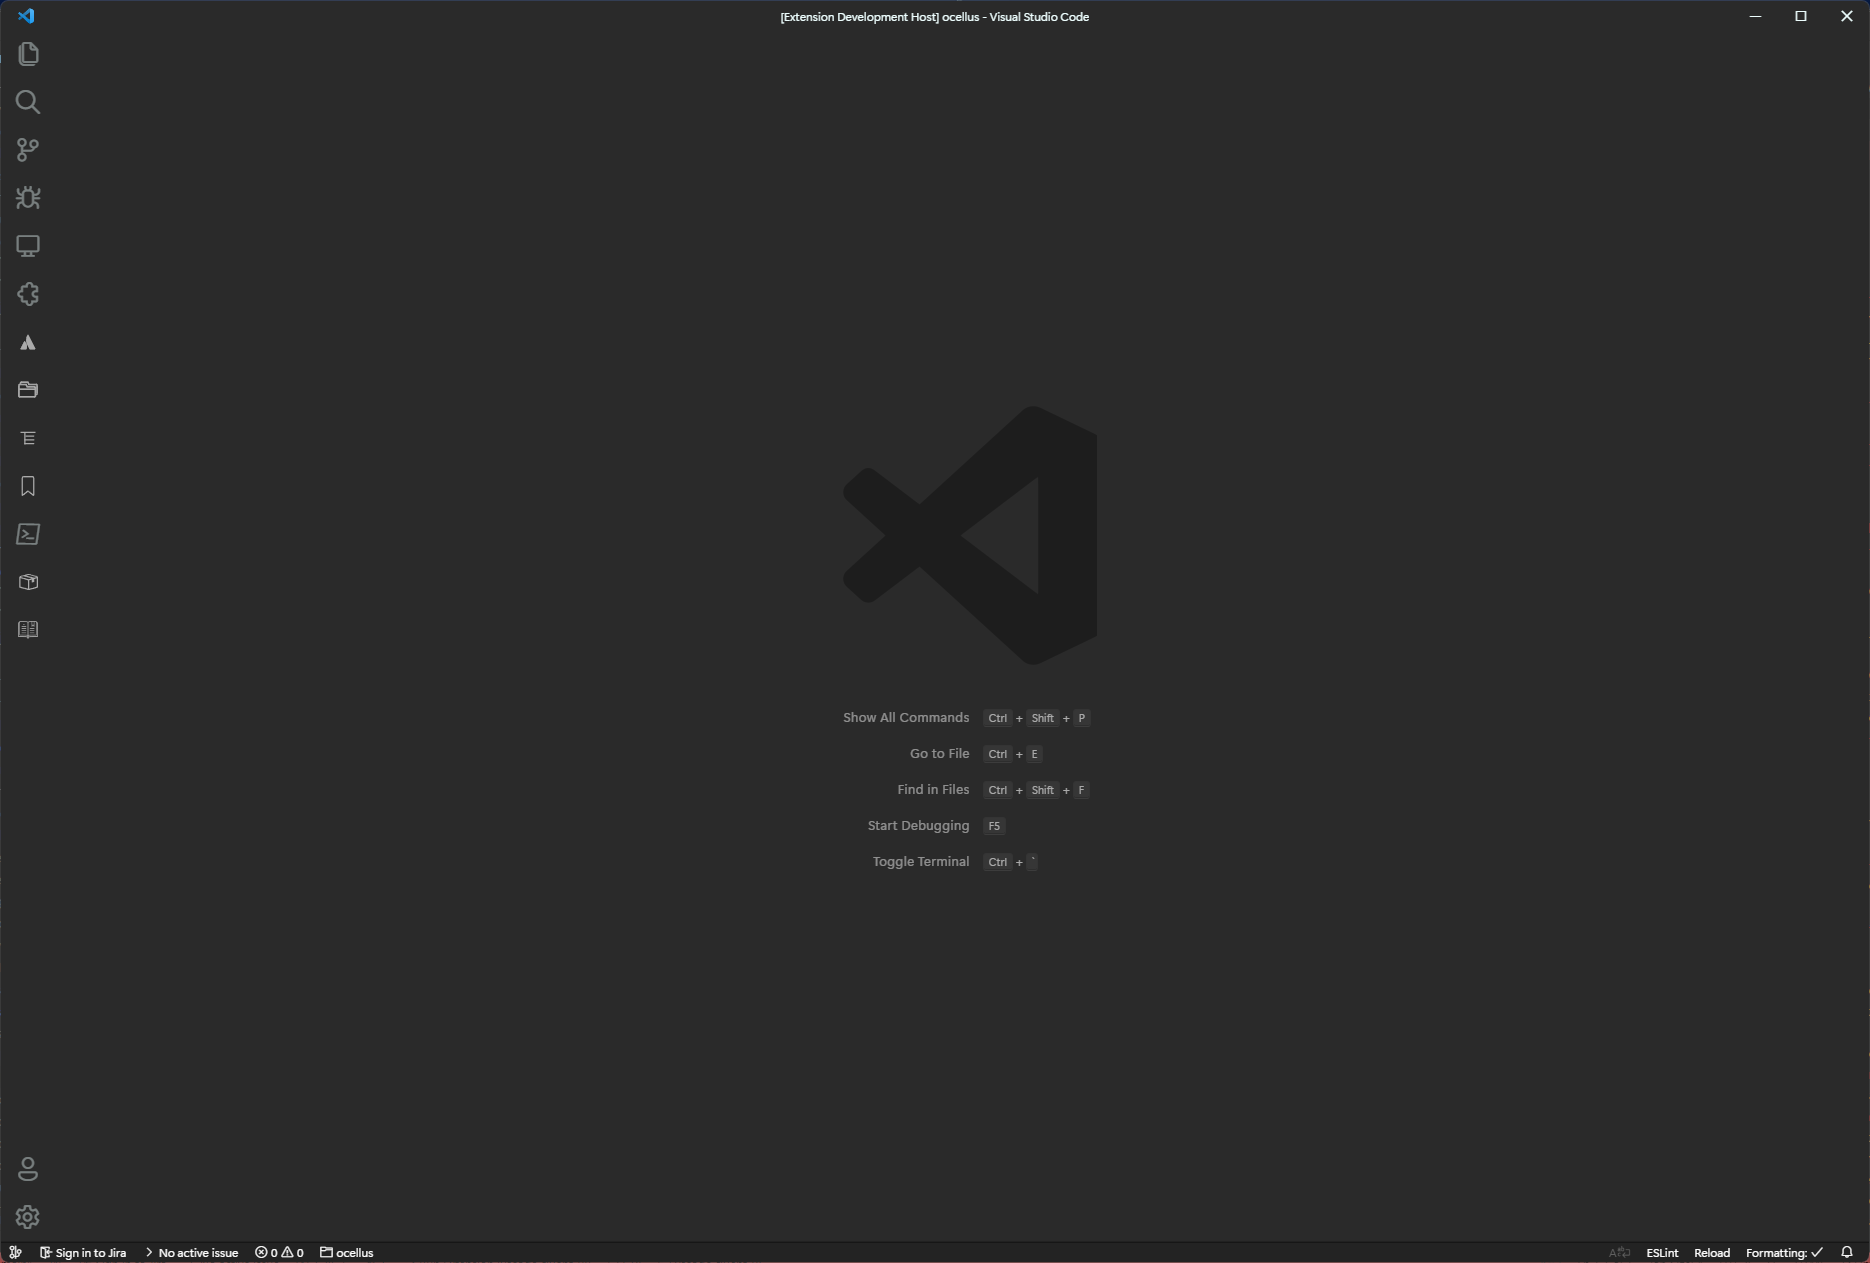 [Extension Development Host] ocellus - Visual Studio Code
Show All Commands Ctrl + Shift + P
Go to File Ctrl + E
Find in Files Ctrl + Shift + F
Start Debugging F5
Toggle Terminal Ctrl + `
Sign in to Jira > No active issue 0 0 ocellus ESLint Reload Formatting: ✓